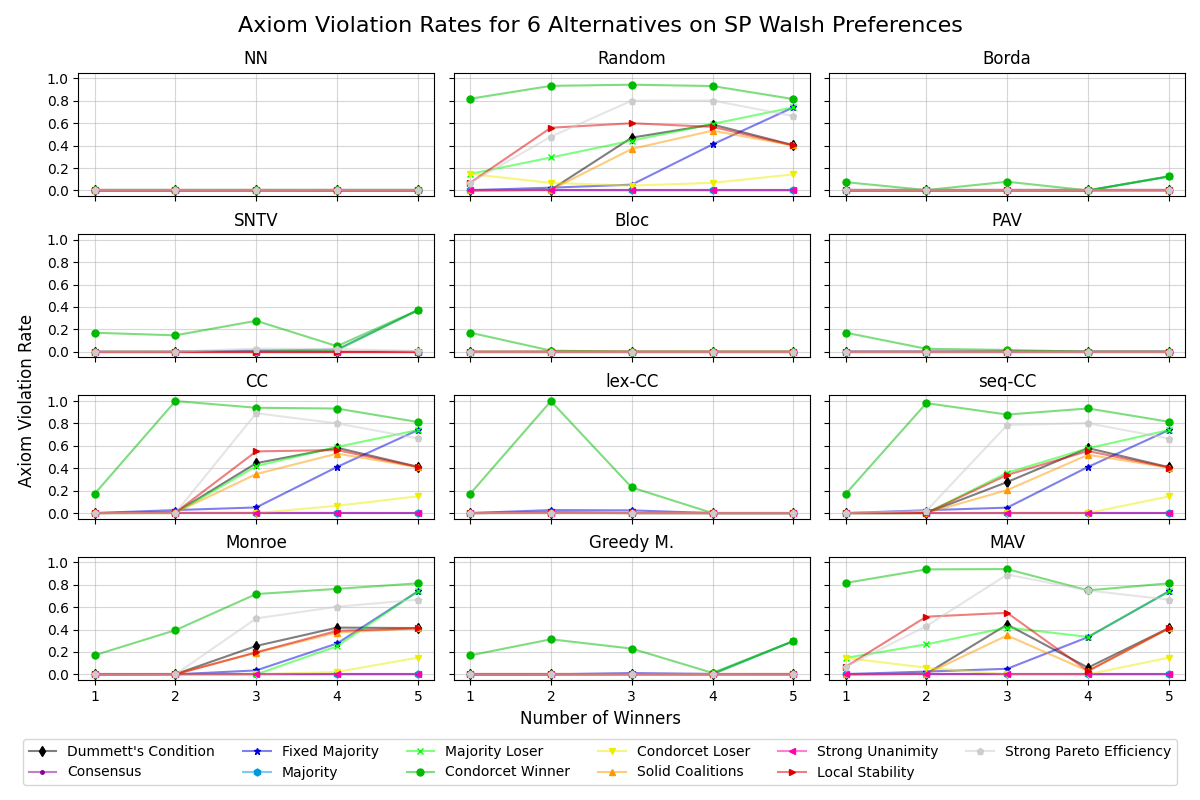 Axiom Violation Rates for 6 Alternatives on SP Walsh Preferences
NN
Random
Borda
1.0
0.8
0.6
0.4
0.2
0.0
SNTV
Bloc
PAV
1.0
0.8
0.6
0.4
0.2
0.0
Axiom Violation Rate
CC
lex-CC
seq-CC
1.0
0.8
0.6
0.4
0.2
0.0
Monroe
Greedy M.
MAV
1.0
0.8
0.6
0.4
0.2
0.0
1 2 3 4 5
1 2 3 4 5
1 2 3 4 5
Number of Winners
Dummett's Condition Fixed Majority Majority Loser Condorcet Loser Strong Unanimity Strong Pareto Efficiency
Consensus Majority Condorcet Winner Solid Coalitions Local Stability